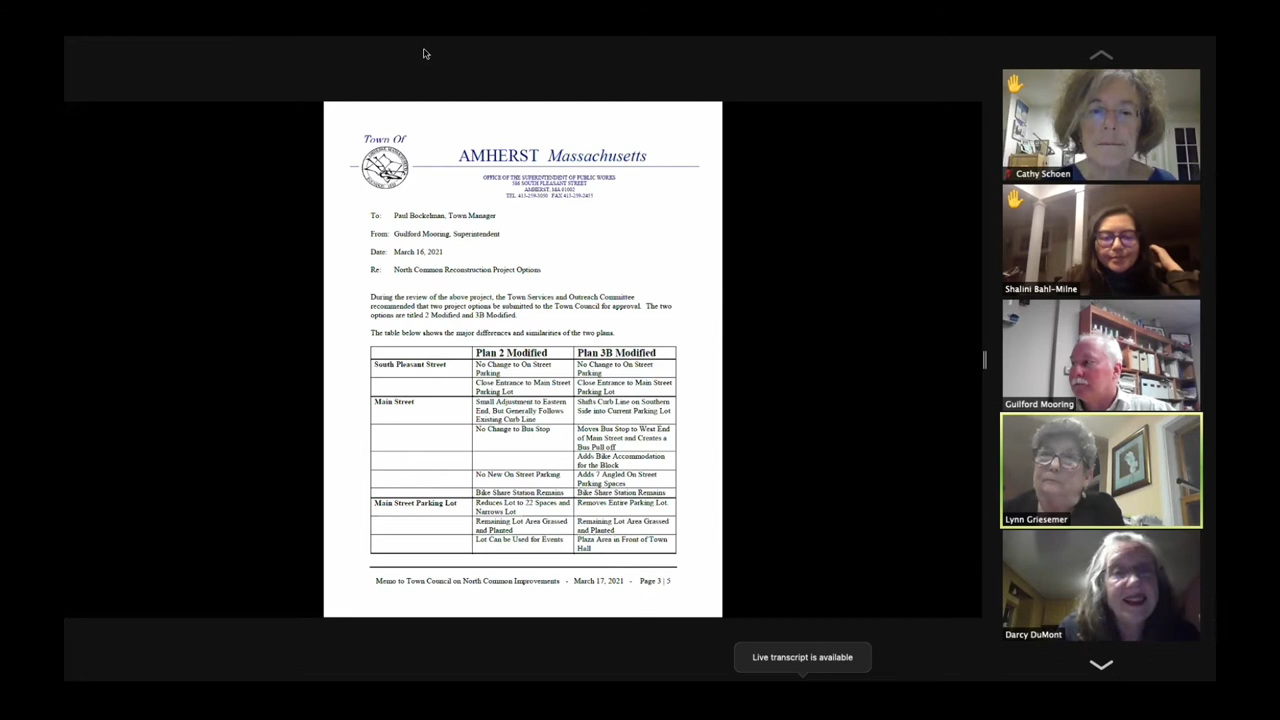 Town Of
AMHERST Massachusetts
OFFICE OF THE SUPERINTENDENT OF PUBLIC WORKS
586 SOUTH PLEASANT STREET
AMHERST, MA 01002
TEL. 413-259-3050 FAX 413-259-2455
To: Paul Bockelman, Town Manager
From: Guilford Mooring, Superintendent
Date: March 16, 2021
Re: North Common Reconstruction Project Options
During the review of the above project, the Town Services and Outreach Committee
recommended that two project options be submitted to the Town Council for approval. The two
options are titled 2 Modified and 3B Modified.
The table below shows the major differences and similarities of the two plans.
Plan 2 Modified Plan 3B Modified
South Pleasant Street No Change to On Street No Change to On Street
Parking Parking
Close Entrance to Main Street Close Entrance to Main Street
Parking Lot Parking Lot
Main Street Small Adjustment to Eastern Shifts Curb Line on Southern
End, But Generally Follows Side into Current Parking Lot
Existing Curb Line
No Change to Bus Stop Moves Bus Stop to West End
of Main Street and Creates a
Bus Pull off
Adds Bike Accommodation
for the Block
No New On Street Parking Adds 7 Angled On Street
Parking Spaces
Bike Share Station Remains Bike Share Station Remains
Main Street Parking Lot Reduces Lot to 22 Spaces and Removes Entire Parking Lot.
Narrows Lot
Remaining Lot Area Grassed Remaining Lot Area Grassed
and Planted and Planted
Lot Can be Used for Events Plaza Area in Front of Town
Hall
Memo to Town Council on North Common Improvements - March 17, 2021 - Page 3 | 5
Cathy Schoen
Shalini Bahl-Milne
Guilford Mooring
Lynn Griesemer
Darcy DuMont
Live transcript is available